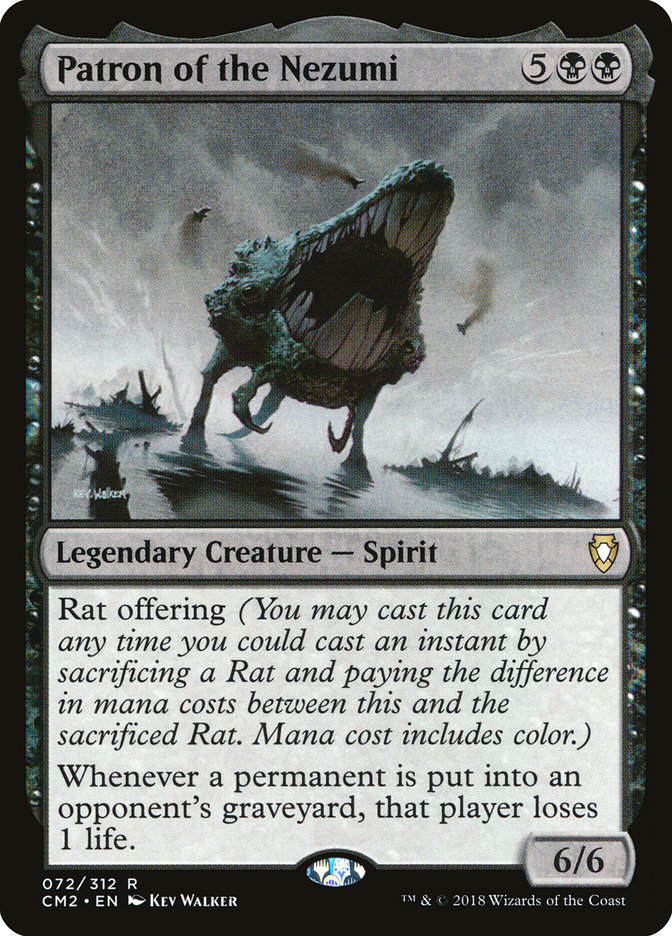 Patron of the Nezumi 5
KEV WALKER
Legendary Creature — Spirit
Rat offering (You may cast this card
any time you could cast an instant by
sacrificing a Rat and paying the difference
in mana costs between this and the
sacrificed Rat. Mana cost includes color.)
Whenever a permanent is put into an
opponent's graveyard, that player loses
1 life.
6/6
072/312 R
CM2 • EN Kev Walker
™ & © 2018 Wizards of the Coast